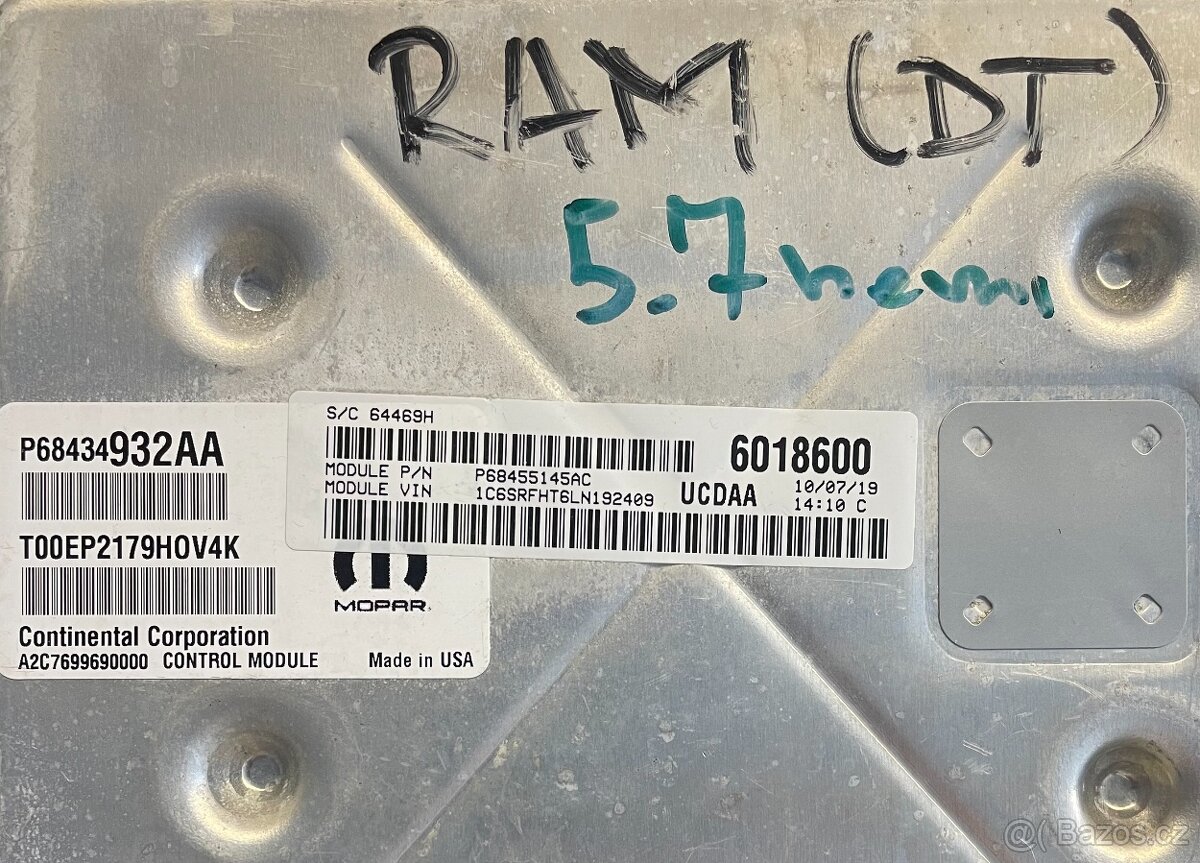 RAM (DT)
5.7 hemi
P68434932AA
T00EP2179H0V4K
Continental Corporation
A2C7699690000 CONTROL MODULE Made in USA
MOPAR
S/C 64469H
6018600
MODULE P/N P68455145AC
MODULE VIN 1C6SRFHT6LN192409
UCDAA
10/07/19
14:10 C
@( Bazos.cz